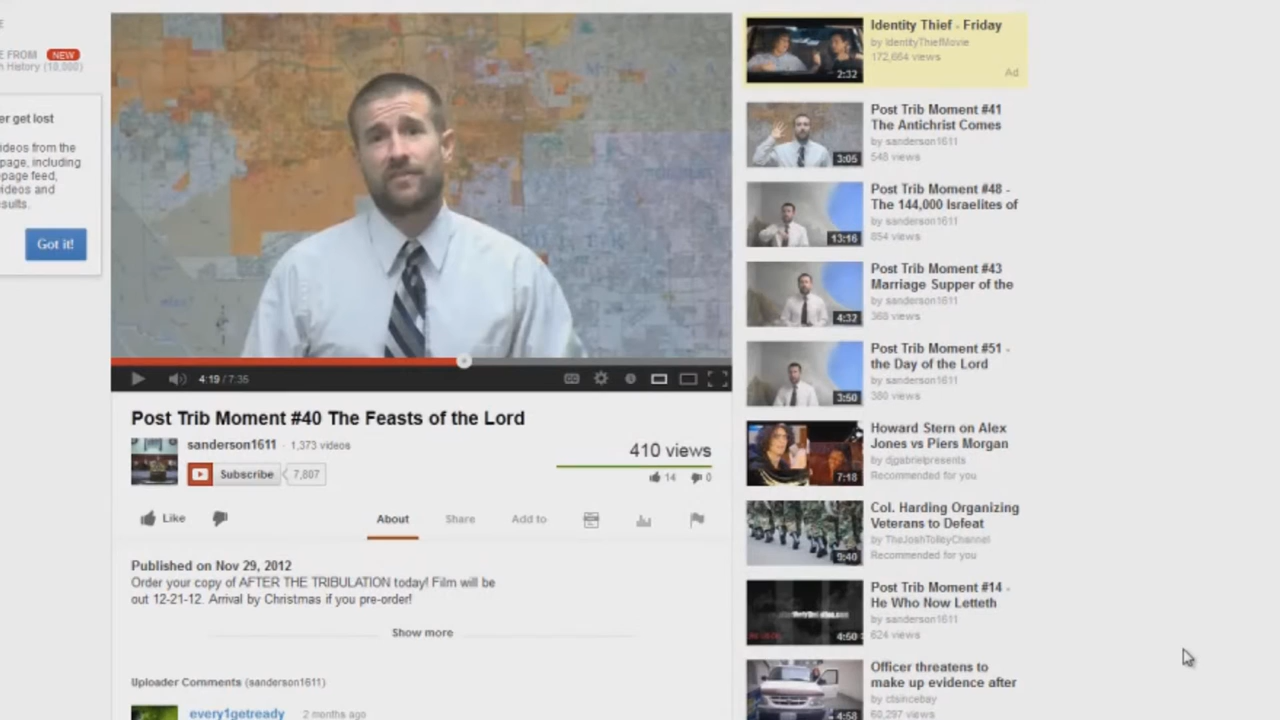 E FROM NEW
h History (10,000)
er get lost
videos from the
page, including
page feed,
videos and
esults.
Got it!
4:19 / 7:35
Post Trib Moment #40 The Feasts of the Lord
sanderson1611 · 1,373 videos
Subscribe 7,807
410 views
14 0
Like
About Share Add to
Published on Nov 29, 2012
Order your copy of AFTER THE TRIBULATION today! Film will be
out 12-21-12. Arrival by Christmas if you pre-order!
Show more
Uploader Comments (sanderson1611)
every1getready 2 months ago
Identity Thief - Friday
by IdentityThiefMovie
172,664 views
Ad
2:32
Post Trib Moment #41
The Antichrist Comes
by sanderson1611
548 views
3:05
Post Trib Moment #48 -
The 144,000 Israelites of
by sanderson1611
854 views
13:16
Post Trib Moment #43
Marriage Supper of the
by sanderson1611
368 views
4:32
Post Trib Moment #51 -
the Day of the Lord
by sanderson1611
380 views
3:50
Howard Stern on Alex
Jones vs Piers Morgan
by djgabrielpresents
Recommended for you
7:18
Col. Harding Organizing
Veterans to Defeat
by TheJoshTolleyChannel
Recommended for you
9:40
Post Trib Moment #14 -
He Who Now Letteth
by sanderson1611
624 views
4:50
Officer threatens to
make up evidence after
by claincebay
60,297 views
4:58